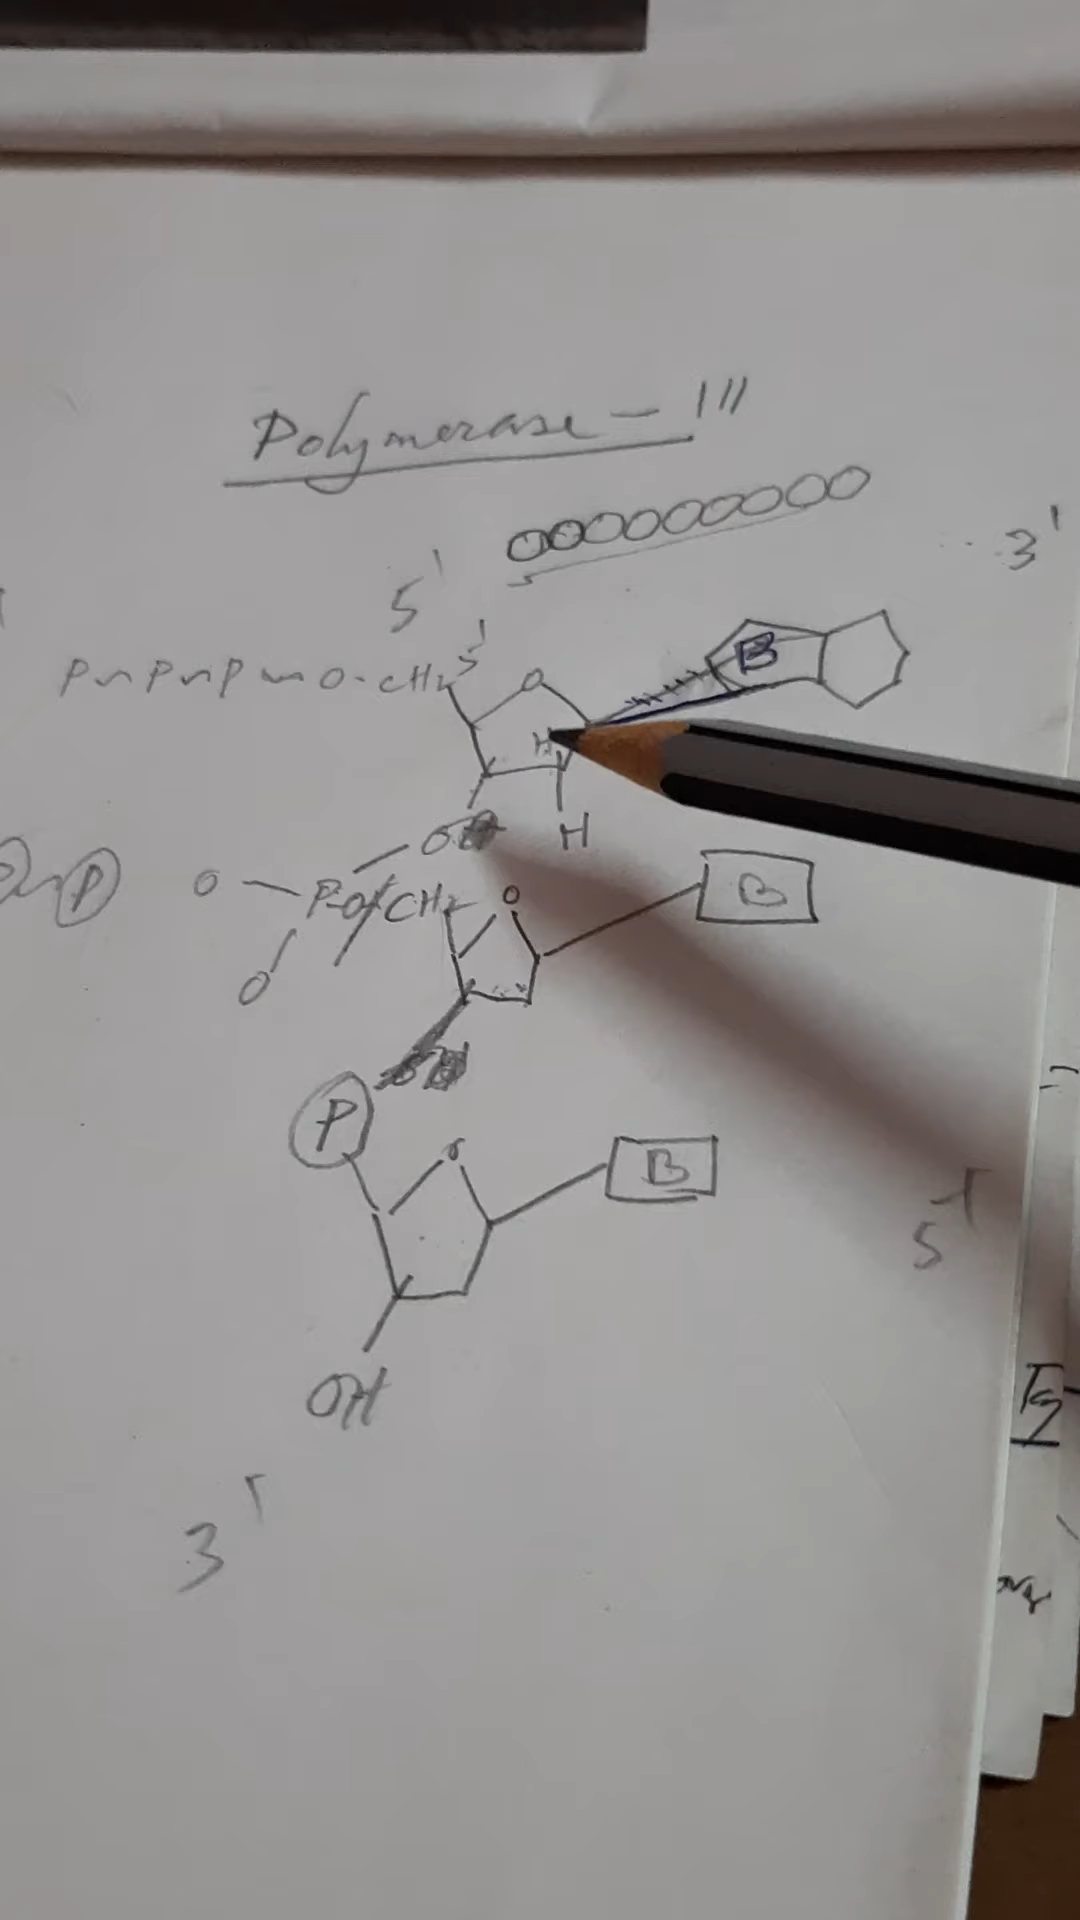 Polymerase - III
5' 3'
5'
P~P~P~O-CH2 O B
H
H
O
O P-O CH2 O B
O
P
O B
5'
OH
3'